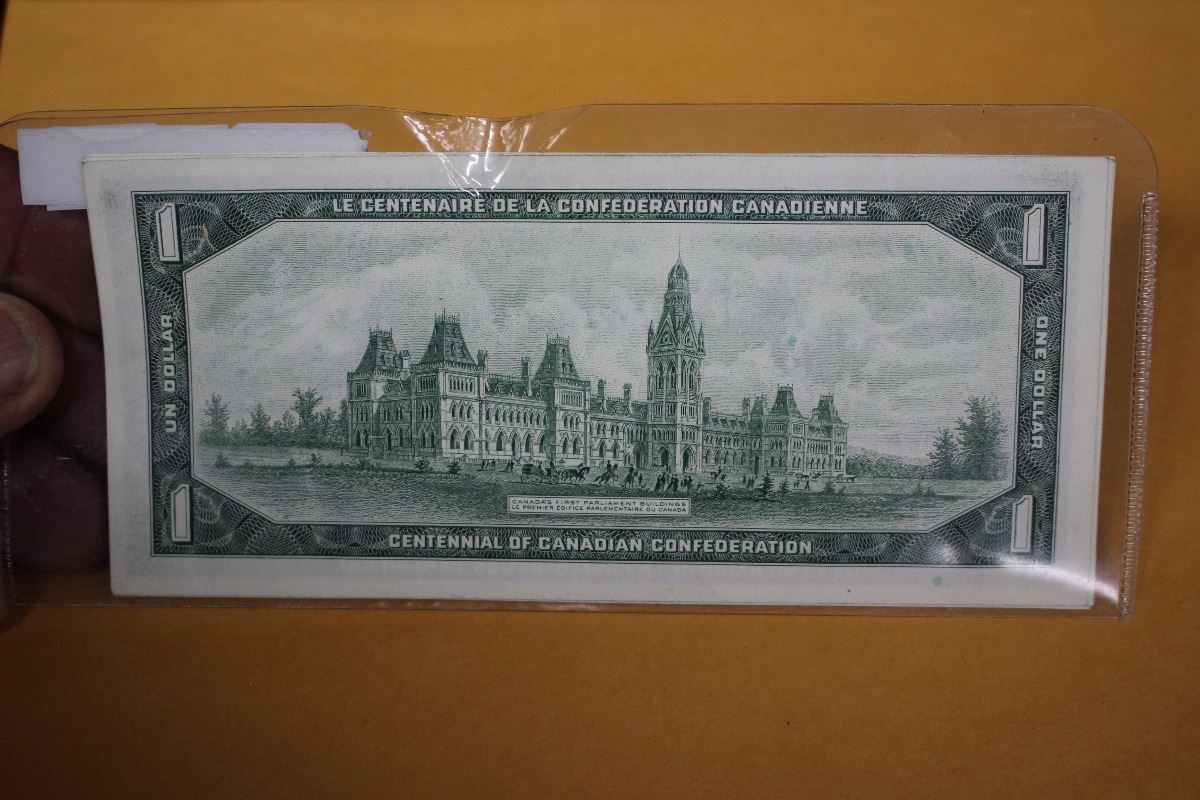 LE CENTENAIRE DE LA CONFEDERATION CANADIENNE
1
1
UN DOLLAR
ONE DOLLAR
CANADA'S FIRST PARLIAMENT BUILDINGS
LE PREMIER EDIFICE PARLEMENTAIRE DU CANADA
1
1
CENTENNIAL OF CANADIAN CONFEDERATION